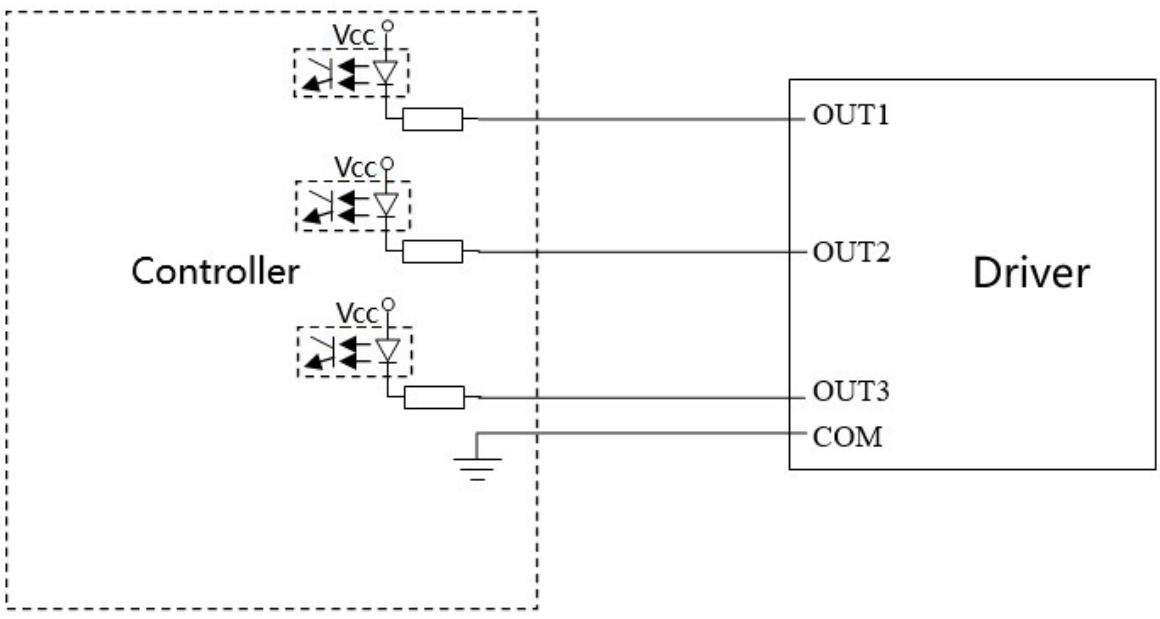 Vcc
OUT1
Vcc
OUT2
Controller
Driver
Vcc
OUT3
COM